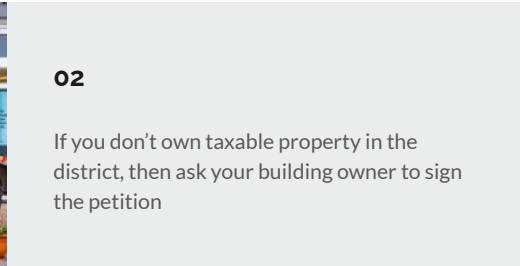 02
If you don’t own taxable property in the
district, then ask your building owner to sign
the petition